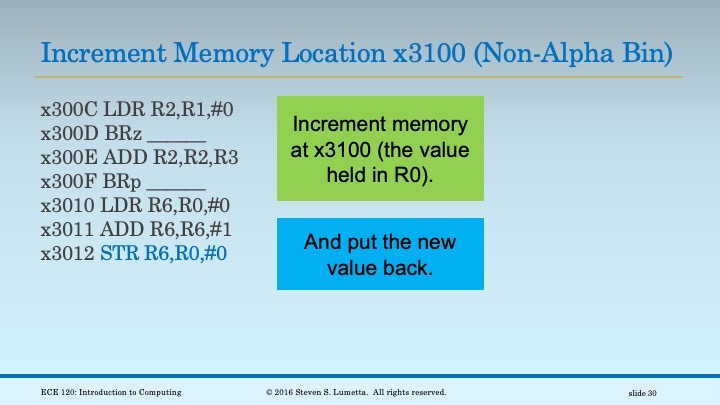 Increment Memory Location x3100 (Non-Alpha Bin)
x300C LDR R2,R1,#0
x300D BRz ______
x300E ADD R2,R2,R3
x300F BRp ______
x3010 LDR R6,R0,#0
x3011 ADD R6,R6,#1
x3012 STR R6,R0,#0
Increment memory
at x3100 (the value
held in R0).
And put the new
value back.
ECE 120: Introduction to Computing
© 2016 Steven S. Lumetta. All rights reserved.
slide 30